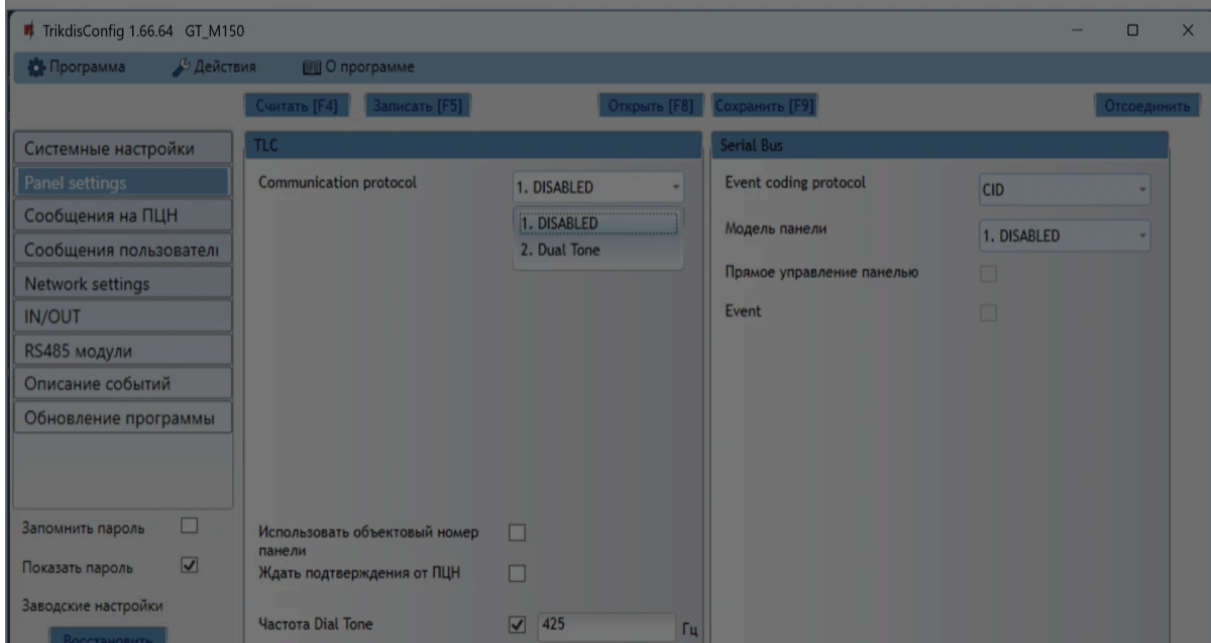 TrikdisConfig 1.66.64 GT_M150
Программа Действия О программе
Считать [F4] Записать [F5] Открыть [F8] Сохранить [F9] Отсоединить
Системные настройки
Panel settings
Сообщения на ПЦН
Сообщения пользователı
Network settings
IN/OUT
RS485 модули
Описание событий
Обновление программы
Запомнить пароль
Показать пароль
Заводские настройки
Восстановить
TLC
Communication protocol 1. DISABLED
1. DISABLED
2. Dual Tone
Использовать объектовый номер
панели
Ждать подтверждения от ПЦН
Частота Dial Tone 425 Гц
Serial Bus
Event coding protocol CID
Модель панели 1. DISABLED
Прямое управление панелью
Event